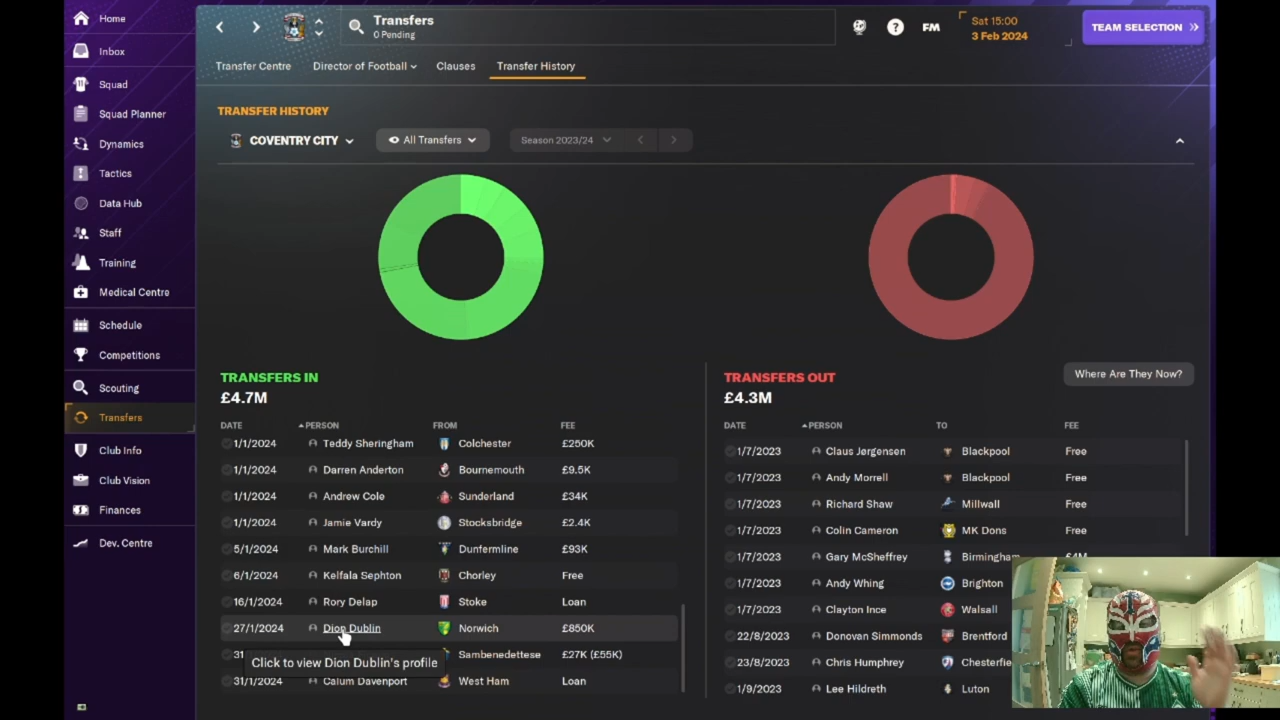 Home
Inbox
Squad
Squad Planner
Dynamics
Tactics
Data Hub
Staff
Training
Medical Centre
Schedule
Competitions
Scouting
Transfers
Club Info
Club Vision
Finances
Dev. Centre
Transfers
0 Pending
?
FM
Sat 15:00
3 Feb 2024
TEAM SELECTION
Transfer Centre Director of Football Clauses Transfer History
TRANSFER HISTORY
COVENTRY CITY All Transfers Season 2023/24
TRANSFERS IN
£4.7M
DATE PERSON FROM FEE
1/1/2024 Teddy Sheringham Colchester £250K
1/1/2024 Darren Anderton Bournemouth £9.5K
1/1/2024 Andrew Cole Sunderland £34K
1/1/2024 Jamie Vardy Stocksbridge £2.4K
5/1/2024 Mark Burchill Dunfermline £93K
6/1/2024 Kelfala Sephton Chorley Free
16/1/2024 Rory Delap Stoke Loan
27/1/2024 Dion Dublin Norwich £850K
31 Sambenedettese £27K (£55K)
Click to view Dion Dublin's profile
31/1/2024 Calum Davenport West Ham Loan
TRANSFERS OUT
£4.3M
Where Are They Now?
DATE PERSON TO FEE
1/7/2023 Claus Jørgensen Blackpool Free
1/7/2023 Andy Morrell Blackpool Free
1/7/2023 Richard Shaw Millwall Free
1/7/2023 Colin Cameron MK Dons Free
1/7/2023 Gary McSheffrey Birmingham £4M
1/7/2023 Andy Whing Brighton
1/7/2023 Clayton Ince Walsall
22/8/2023 Donovan Simmonds Brentford
23/8/2023 Chris Humphrey Chesterfie
1/9/2023 Lee Hildreth Luton